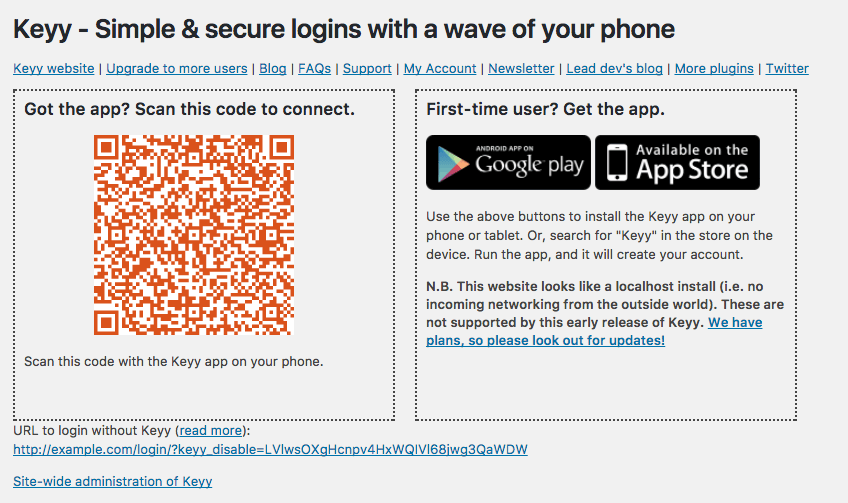 Keyy - Simple & secure logins with a wave of your phone
Keyy website | Upgrade to more users | Blog | FAQs | Support | My Account | Newsletter | Lead dev's blog | More plugins | Twitter
Got the app? Scan this code to connect.
Scan this code with the Keyy app on your phone.
First-time user? Get the app.
ANDROID APP ON
Google play
Available on the
App Store
Use the above buttons to install the Keyy app on your
phone or tablet. Or, search for "Keyy" in the store on the
device. Run the app, and it will create your account.
N.B. This website looks like a localhost install (i.e. no
incoming networking from the outside world). These are
not supported by this early release of Keyy. We have
plans, so please look out for updates!
URL to login without Keyy (read more):
http://example.com/login/?keyy_disable=LVlwsOXgHcnpv4HxWQIVl68jwg3QaWDW
Site-wide administration of Keyy